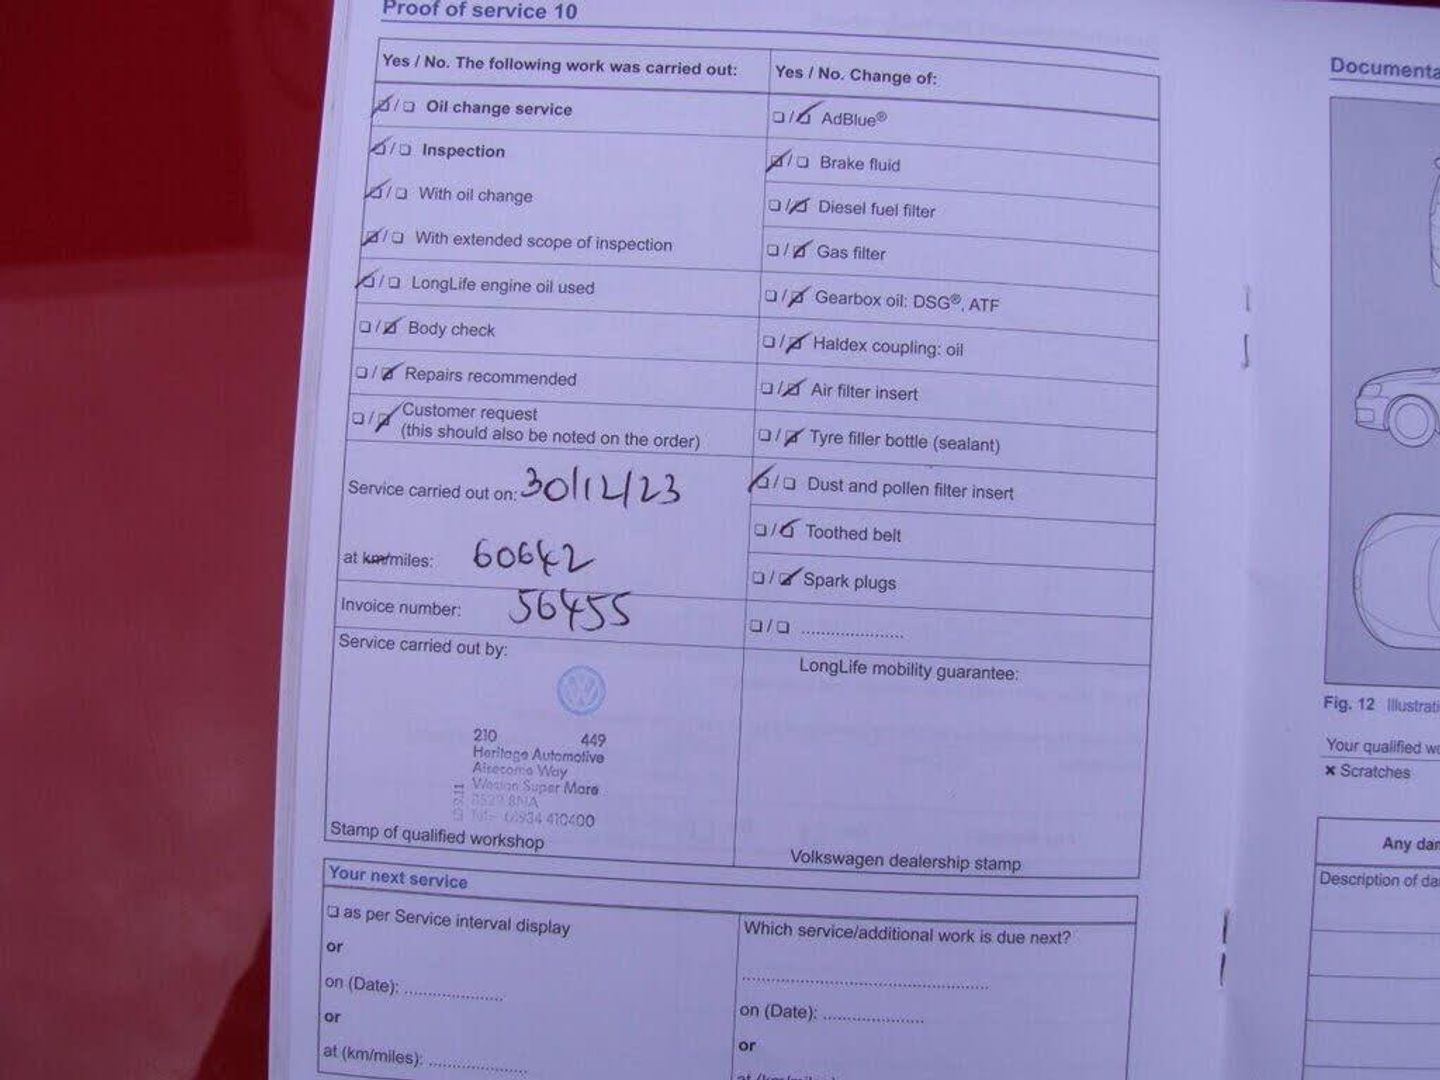 Proof of service 10
Yes / No. The following work was carried out:
❏ / ❏ Oil change service
❏ / ❏ Inspection
❏ / ❏ With oil change
❏ / ❏ With extended scope of inspection
❏ / ❏ LongLife engine oil used
❏ / ❏ Body check
❏ / ❏ Repairs recommended
❏ / ❏ Customer request
(this should also be noted on the order)
Service carried out on: 30/12/23
at km/miles: 60642
Invoice number: 56455
Service carried out by:
210 449
Heritage Automotive
Way
Weston Super Mare
01934 410400
Stamp of qualified workshop
Yes / No. Change of:
❏ / ❏ AdBlue®
❏ / ❏ Brake fluid
❏ / ❏ Diesel fuel filter
❏ / ❏ Gas filter
❏ / ❏ Gearbox oil: DSG®, ATF
❏ / ❏ Haldex coupling: oil
❏ / ❏ Air filter insert
❏ / ❏ Tyre filler bottle (sealant)
❏ / ❏ Dust and pollen filter insert
❏ / ❏ Toothed belt
❏ / ❏ Spark plugs
❏ / ❏ .....................
LongLife mobility guarantee:
Volkswagen dealership stamp
Your next service
❏ as per Service interval display
or
on (Date): ....................
or
at (km/miles): ....................
Which service/additional work is due next?
..................................................
on (Date): ....................
or
Documenta
Fig. 12 Illustrati
Your qualified wo
× Scratches
Any dam
Description of da